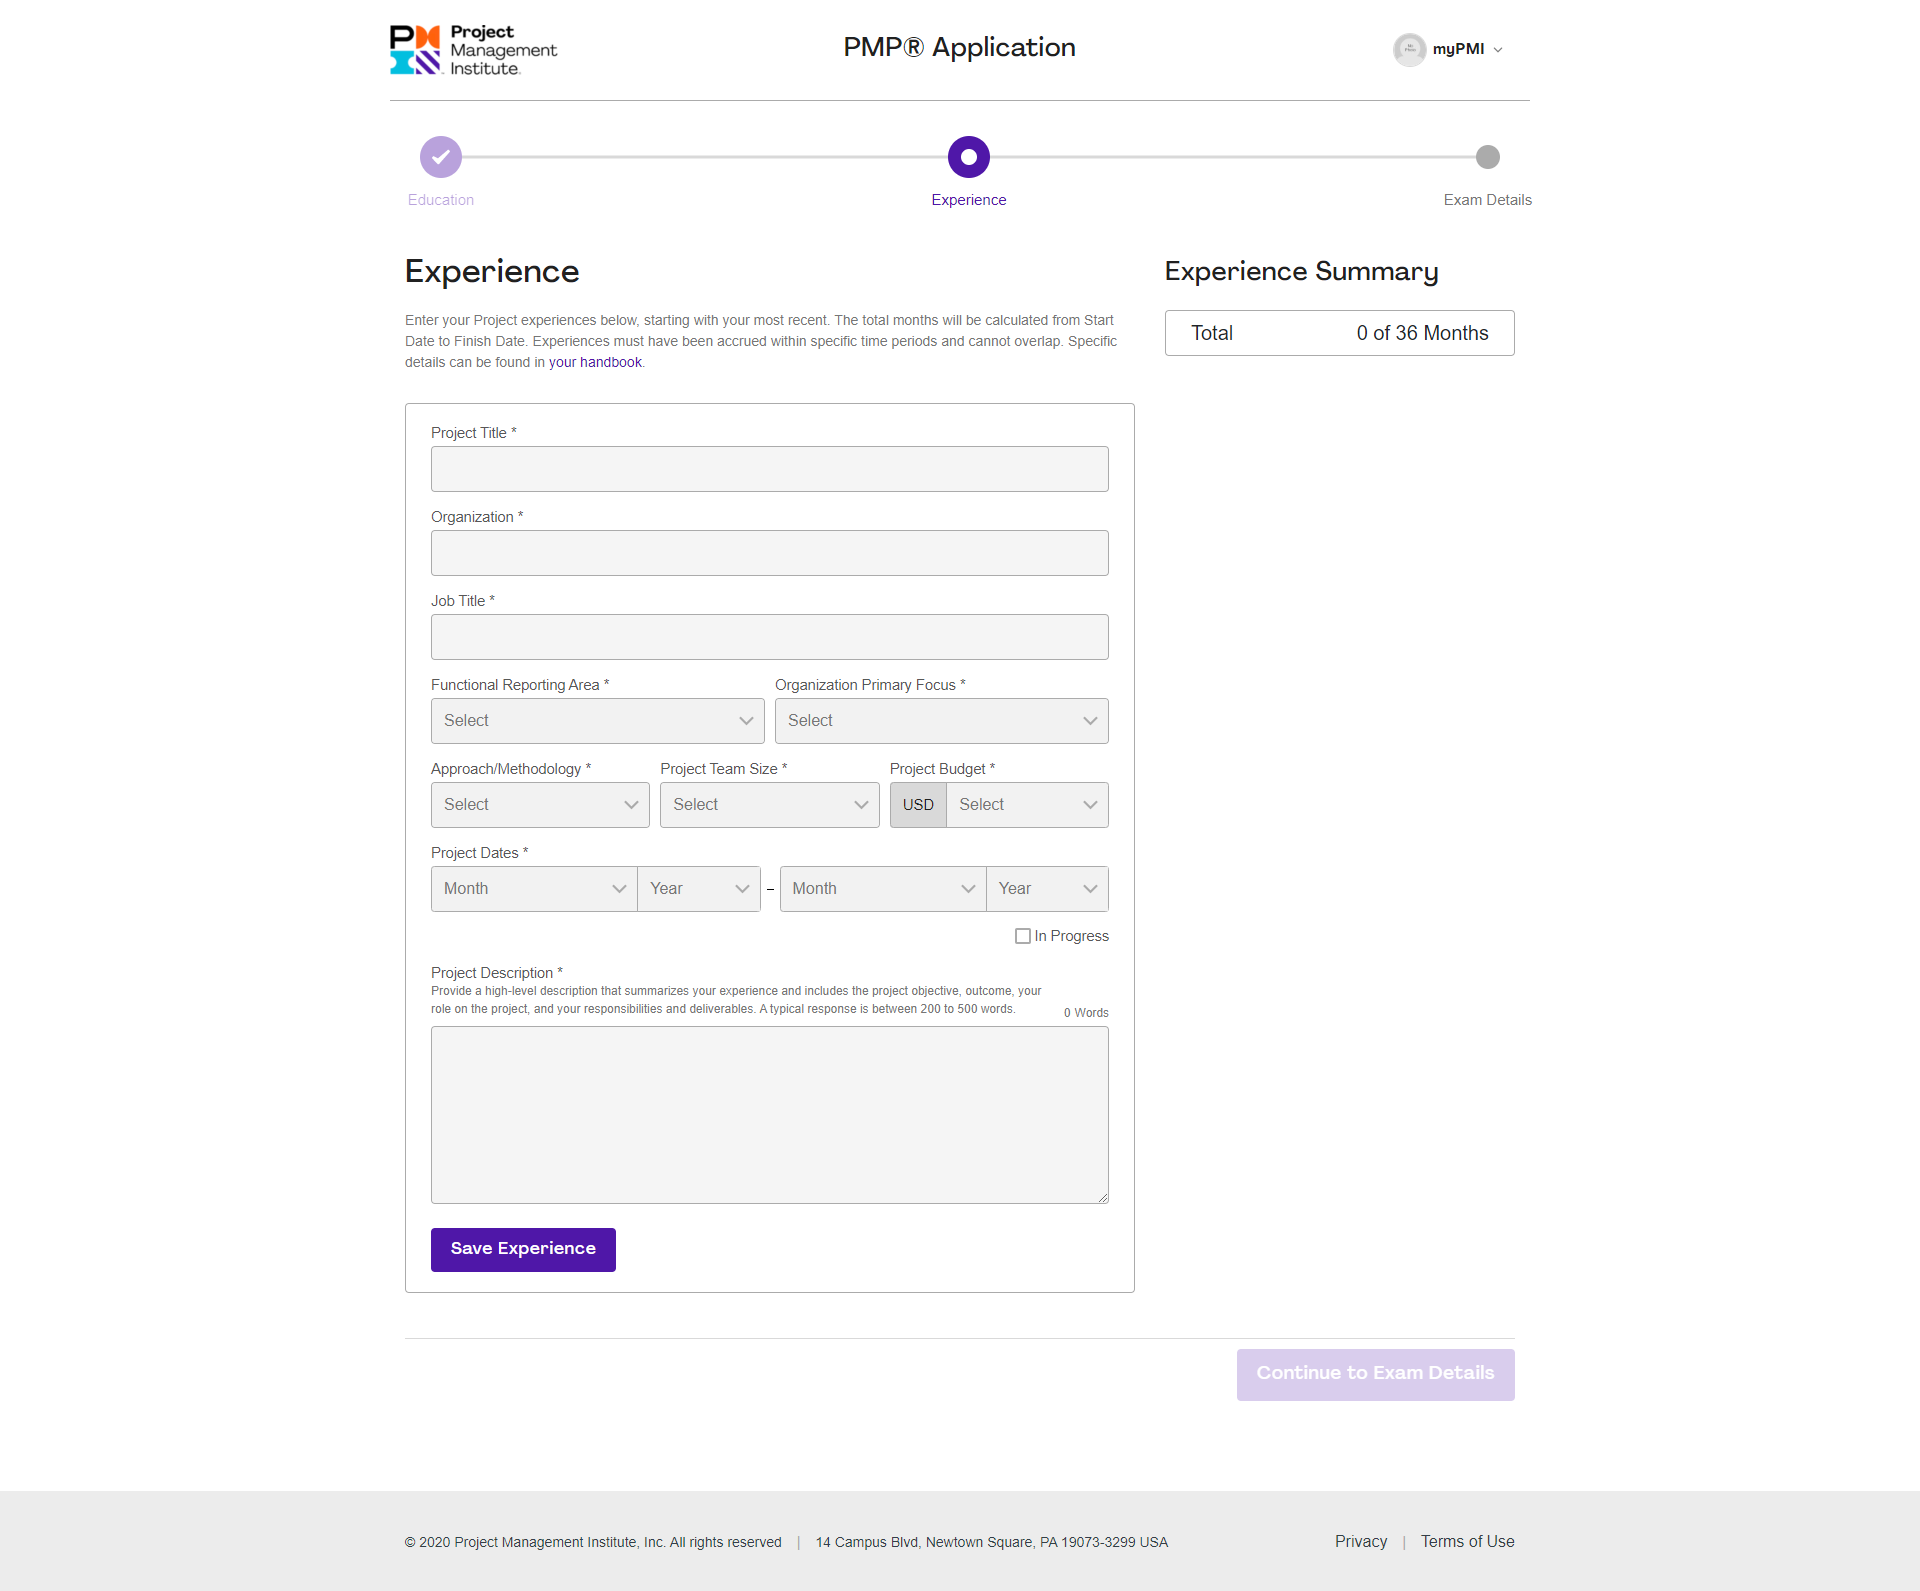 Project
Management
Institute.
PMP® Application
myPMI
Education
Experience
Exam Details
Experience
Enter your Project experiences below, starting with your most recent. The total months will be calculated from Start
Date to Finish Date. Experiences must have been accrued within specific time periods and cannot overlap. Specific
details can be found in your handbook.
Experience Summary
Total 0 of 36 Months
Project Title *
Organization *
Job Title *
Functional Reporting Area * Organization Primary Focus *
Select Select
Approach/Methodology * Project Team Size * Project Budget *
Select Select USD Select
Project Dates *
Month Year – Month Year
In Progress
Project Description *
Provide a high-level description that summarizes your experience and includes the project objective, outcome, your
role on the project, and your responsibilities and deliverables. A typical response is between 200 to 500 words.
0 Words
Save Experience
Continue to Exam Details
© 2020 Project Management Institute, Inc. All rights reserved | 14 Campus Blvd, Newtown Square, PA 19073-3299 USA Privacy | Terms of Use